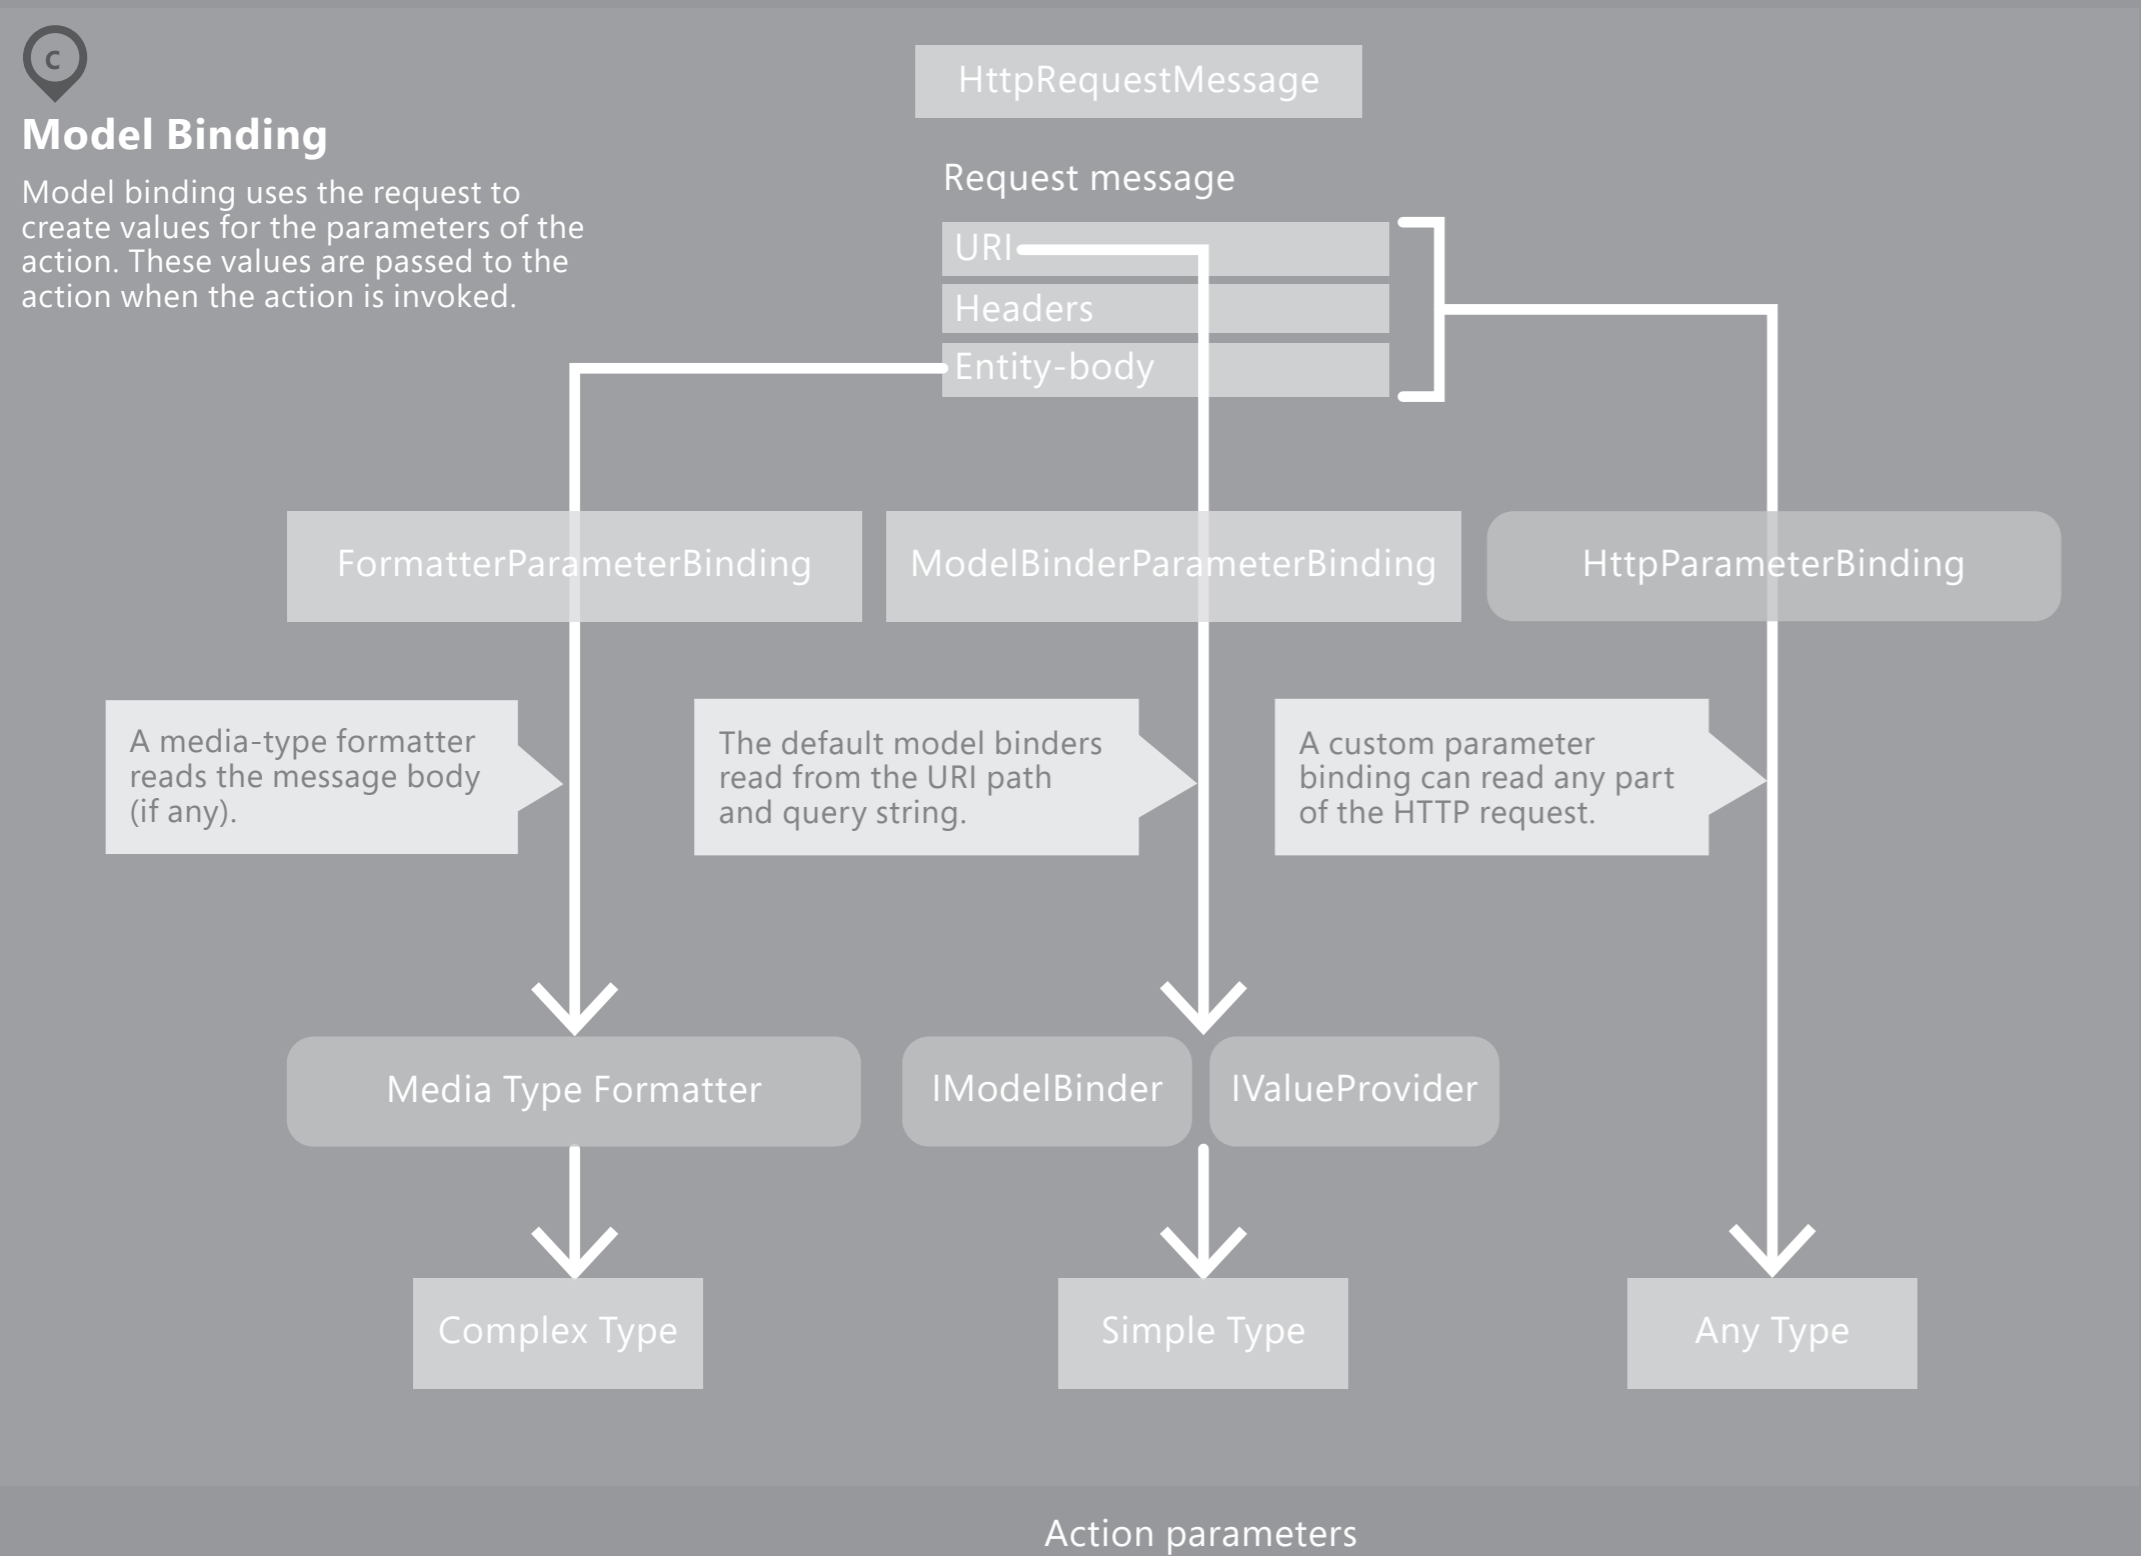 C
Model Binding
Model binding uses the request to
create values for the parameters of the
action. These values are passed to the
action when the action is invoked.
HttpRequestMessage
Request message
URI
Headers
Entity-body
FormatterParameterBinding
ModelBinderParameterBinding
HttpParameterBinding
A media-type formatter
reads the message body
(if any).
The default model binders
read from the URI path
and query string.
A custom parameter
binding can read any part
of the HTTP request.
Media Type Formatter
IModelBinder
IValueProvider
Complex Type
Simple Type
Any Type
Action parameters